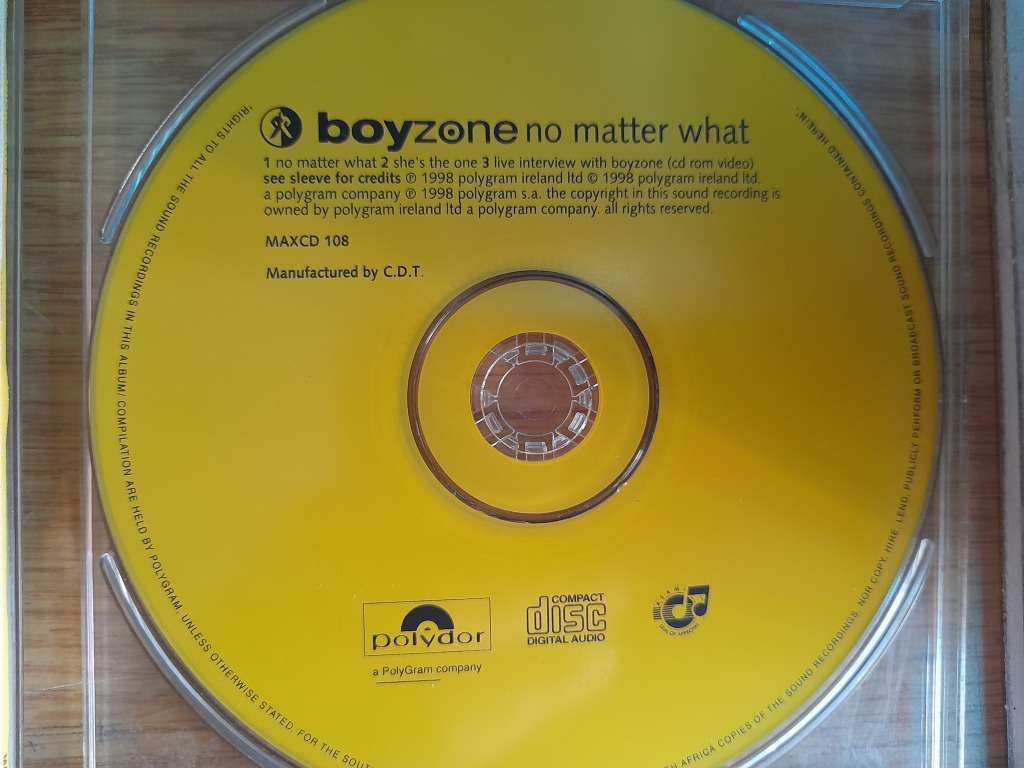 boyzone no matter what
1 no matter what 2 she's the one 3 live interview with boyzone (cd rom video)
see sleeve for credits ℗ 1998 polygram ireland ltd © 1998 polygram ireland ltd.
a polygram company ℗ 1998 polygram s.a. the copyright in this sound recording is
owned by polygram ireland ltd a polygram company. all rights reserved.
MAXCD 108
Manufactured by C.D.T.
polydor
a PolyGram company
COMPACT
disc
DIGITAL AUDIO
"RIGHTS TO ALL THE SOUND RECORDINGS IN THIS ALBUM/ COMPILATION ARE HELD BY POLYGRAM, UNLESS OTHERWISE STATED, FOR THE
AFRICA COPIES OF THE SOUND RECORDINGS. NOR COPY, HIRE, LEND, PUBLICLY PERFORM OR BROADCAST SOUND RECORDINGS CONTAINED HEREIN".